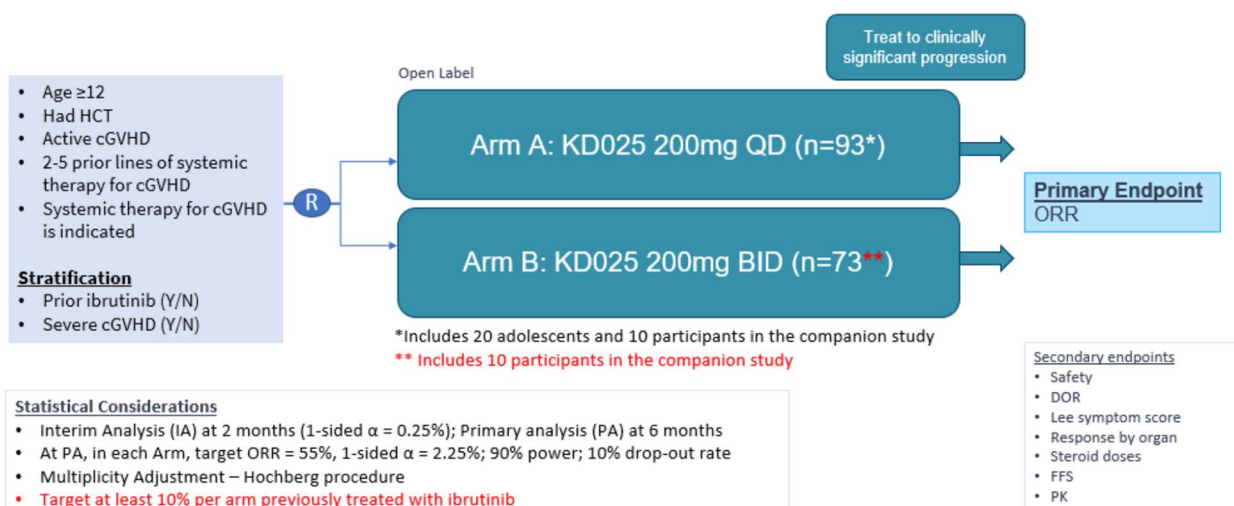 Treat to clinically
significant progression
Open Label
• Age ≥12
• Had HCT
• Active cGVHD
• 2-5 prior lines of systemic
therapy for cGVHD
• Systemic therapy for cGVHD
is indicated
Stratification
• Prior ibrutinib (Y/N)
• Severe cGVHD (Y/N)
R
Arm A: KD025 200mg QD (n=93*)
Arm B: KD025 200mg BID (n=73**)
Primary Endpoint
ORR
*Includes 20 adolescents and 10 participants in the companion study
** Includes 10 participants in the companion study
Statistical Considerations
• Interim Analysis (IA) at 2 months (1-sided α = 0.25%); Primary analysis (PA) at 6 months
• At PA, in each Arm, target ORR = 55%, 1-sided α = 2.25%; 90% power; 10% drop-out rate
• Multiplicity Adjustment – Hochberg procedure
• Target at least 10% per arm previously treated with ibrutinib
Secondary endpoints
• Safety
• DOR
• Lee symptom score
• Response by organ
• Steroid doses
• FFS
• PK